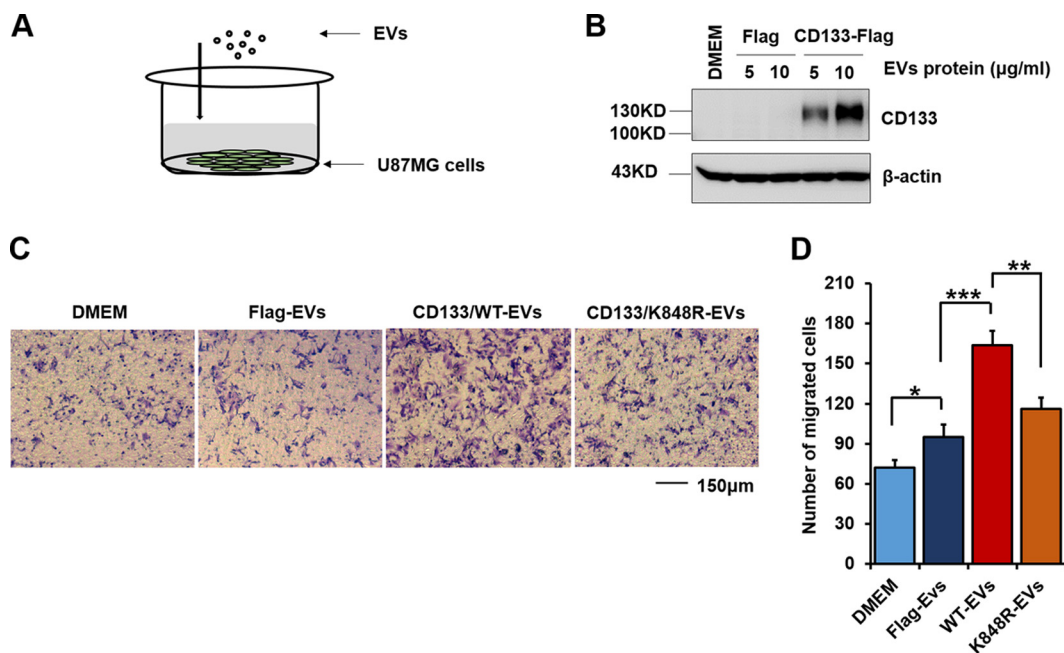 A
EVs
U87MG cells
B
DMEM
Flag
CD133-Flag
5 10 5 10
EVs protein (μg/ml)
130KD
100KD
CD133
43KD
β-actin
C
DMEM
Flag-EVs
CD133/WT-EVs
CD133/K848R-EVs
150μm
D
Number of migrated cells
210
180
150
120
90
60
30
0
*
***
**
DMEM
Flag-Evs
WT-EVs
K848R-EVs